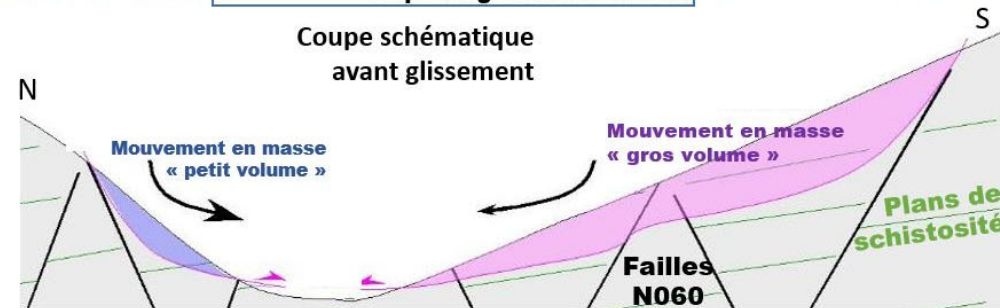 Coupe schématique
avant glissement
N
S
Mouvement en masse
« petit volume »
Mouvement en masse
« gros volume »
Plans de
schistosité
Failles
N060